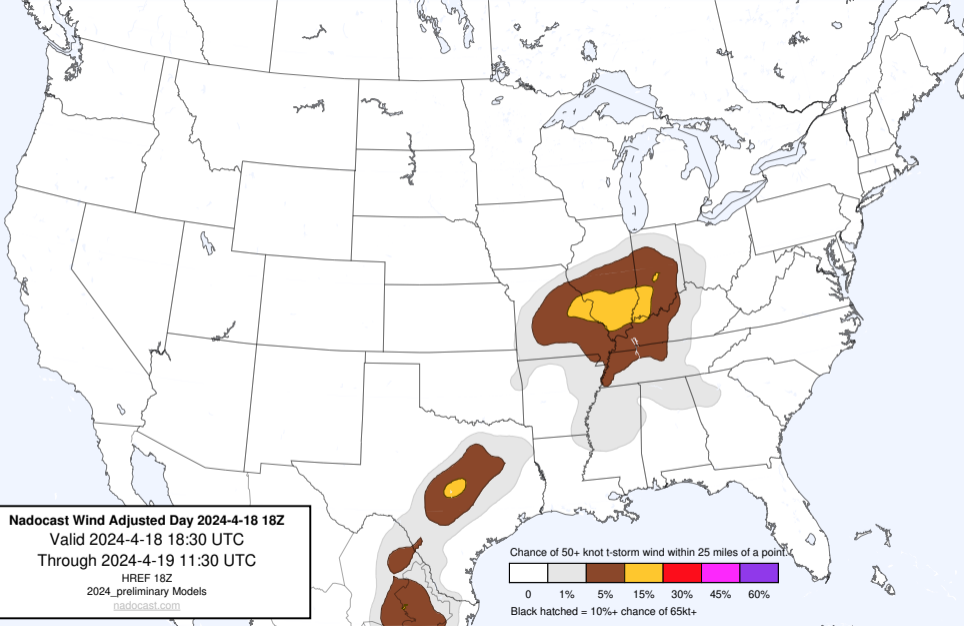 Nadocast Wind Adjusted Day 2024-4-18 18Z
Valid 2024-4-18 18:30 UTC
Through 2024-4-19 11:30 UTC
HREF 18Z
2024_preliminary Models
nadocast.com
Chance of 50+ knot t-storm wind within 25 miles of a point.
0 1% 5% 15% 30% 45% 60%
Black hatched = 10%+ chance of 65kt+